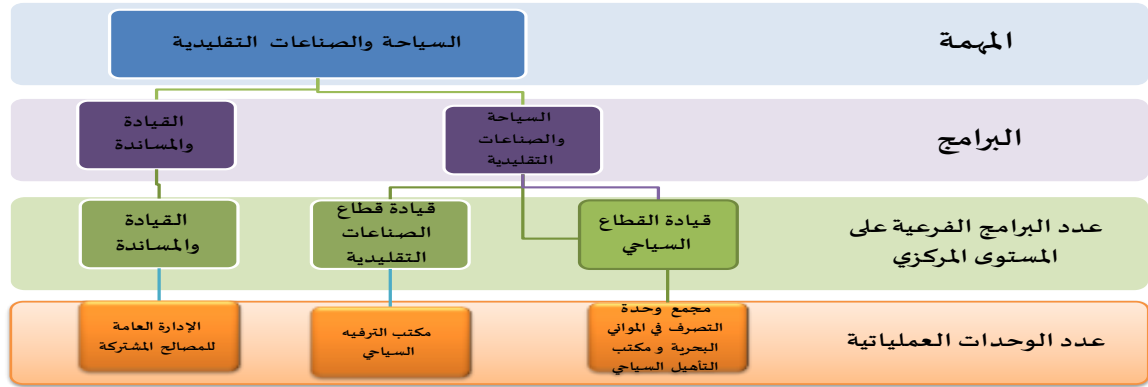 المهمة
السياحة والصناعات التقليدية
البرامج
السياحة
والصناعات
التقليدية
القيادة
والمساندة
عدد البرامج الفرعية على
المستوى المركزي
قيادة القطاع
السياحي
قيادة قطاع
الصناعات
التقليدية
القيادة
والمساندة
عدد الوحدات العملياتية
مجمع وحدة
التصرف في المواني
البحرية و مكتب
التأهيل السياحي
مكتب الترفيه
السياحي
الإدارة العامة
للمصالح المشتركة